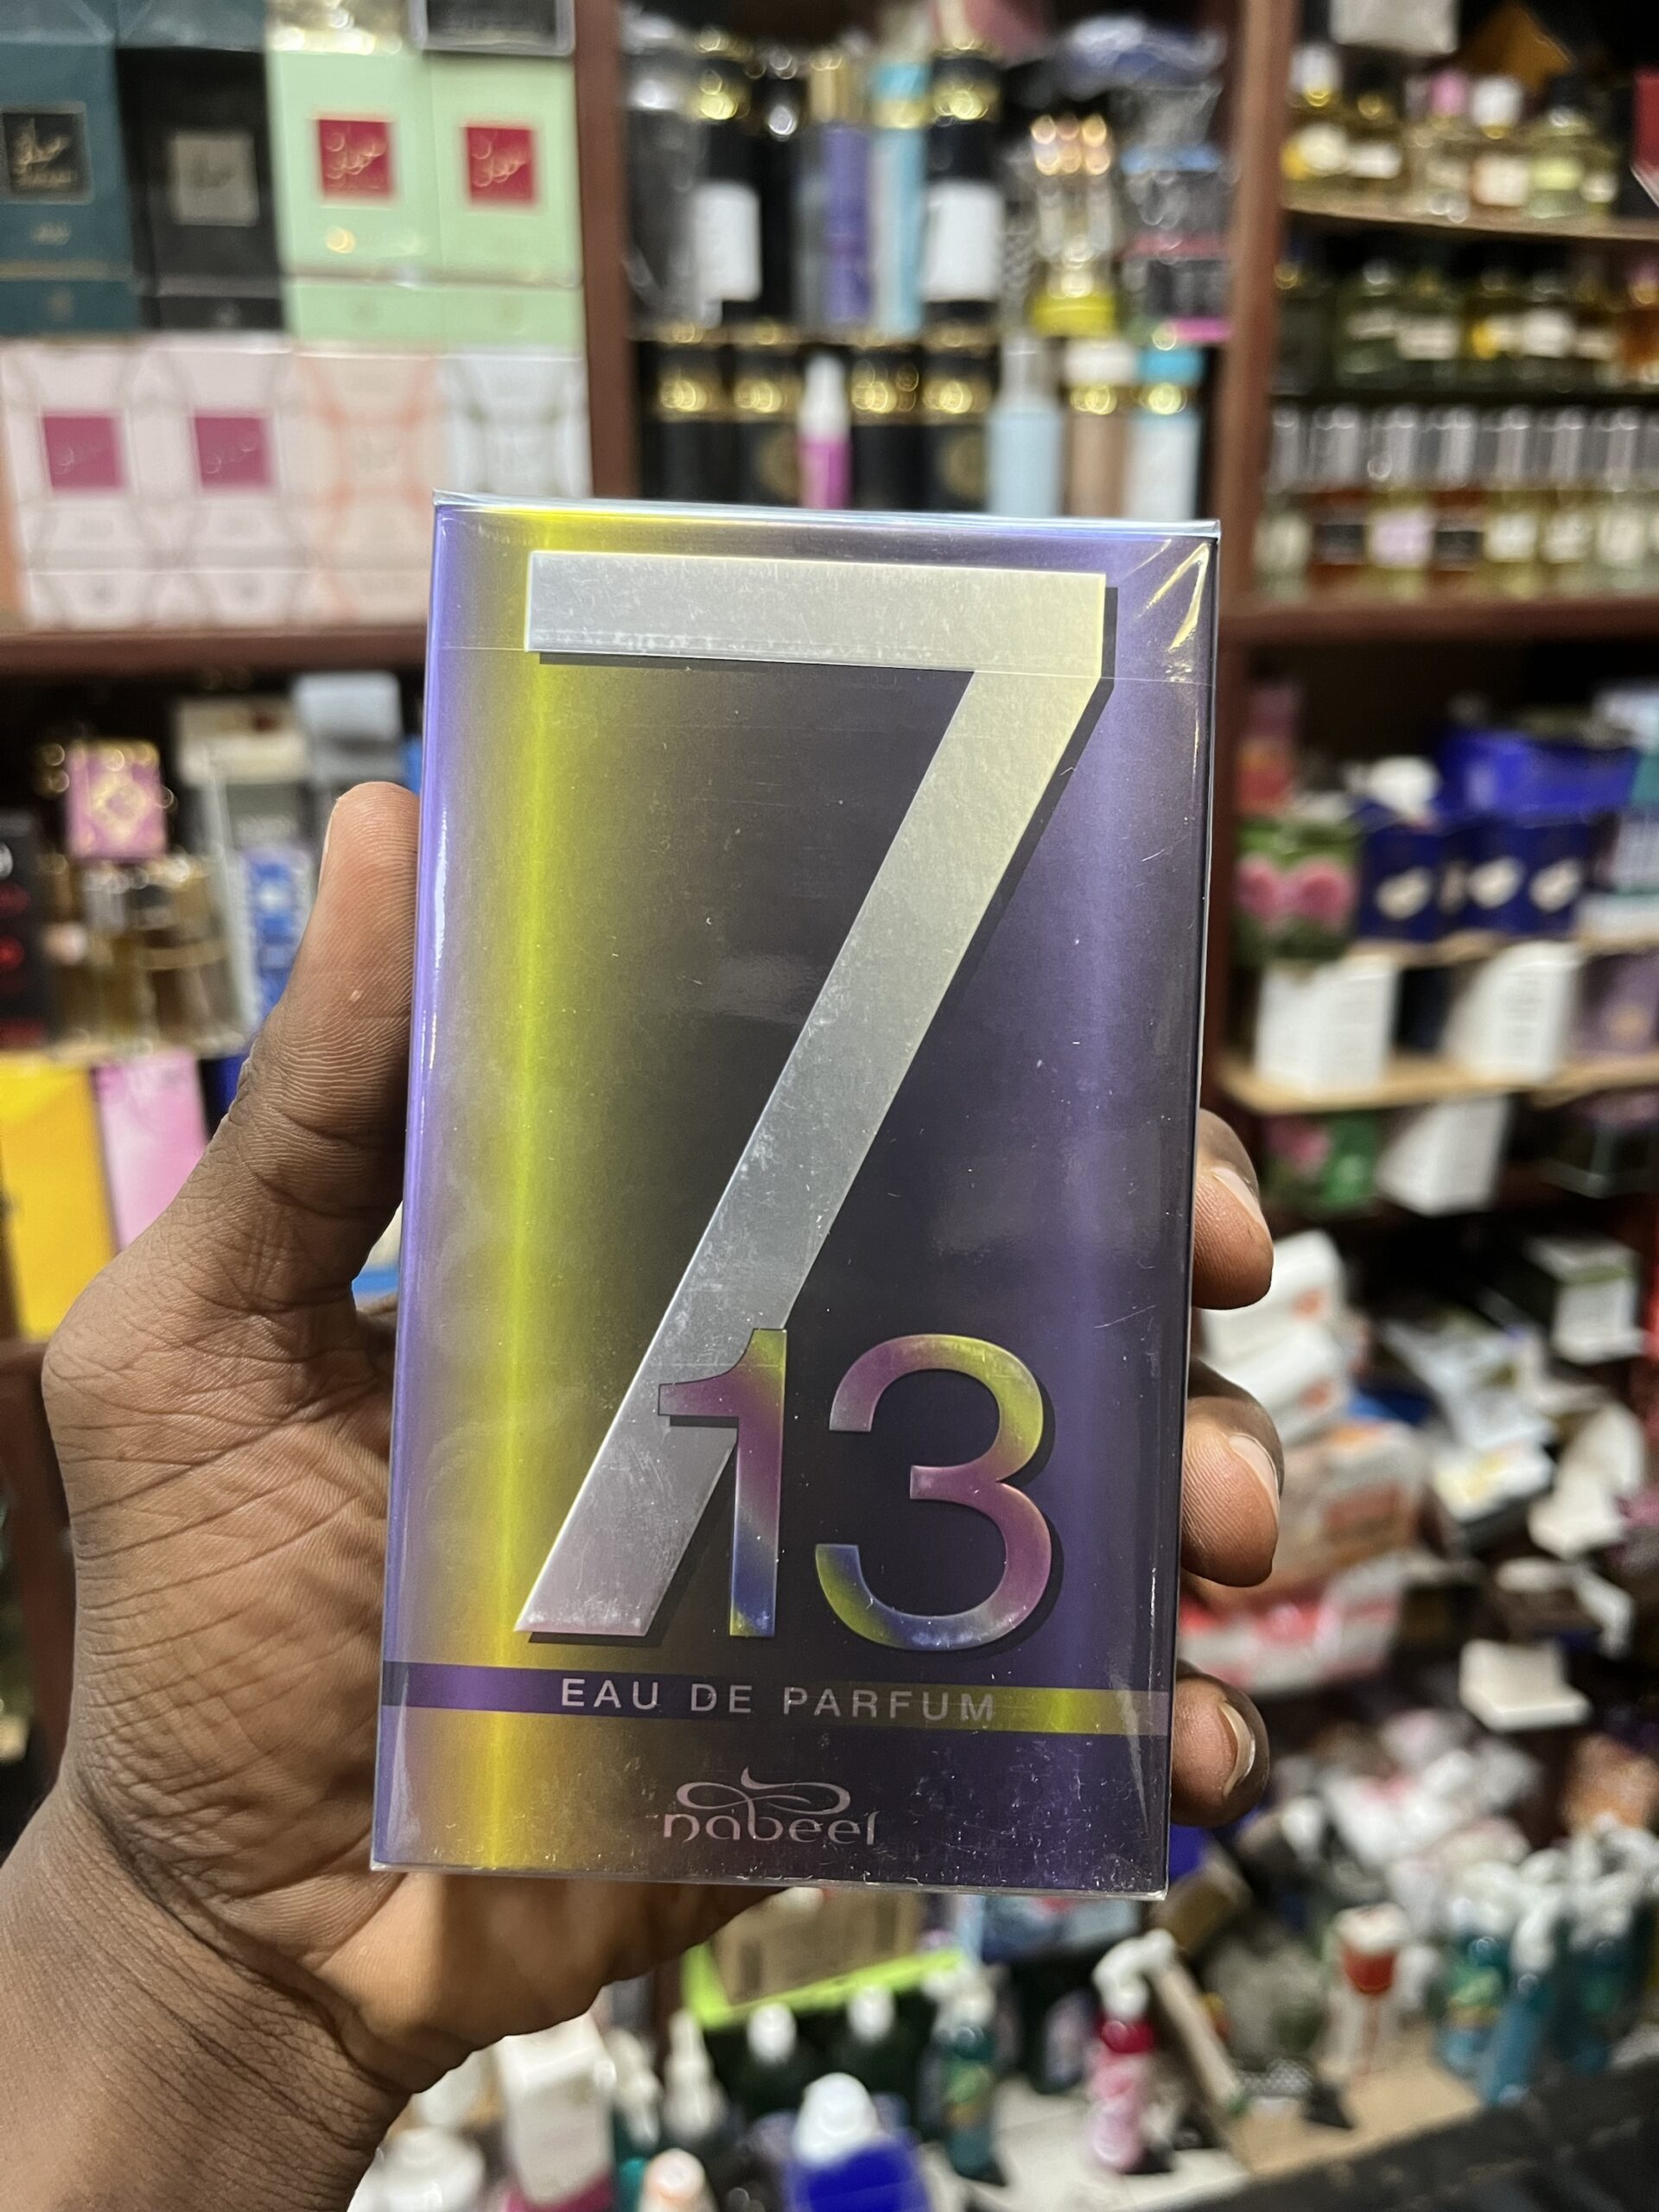 7
13
EAU DE PARFUM
nabeel